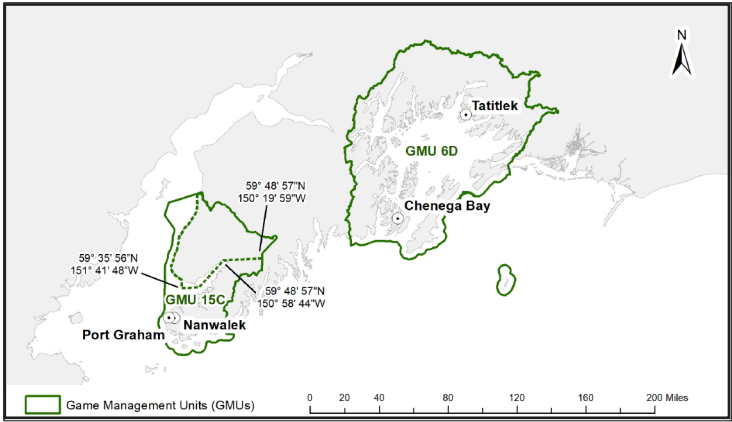 N
Tatitlek
GMU 6D
59° 48' 57"N
150° 19' 59"W
Chenega Bay
59° 35' 56"N
151° 41' 48"W
59° 48' 57"N
150° 58' 44"W
GMU 15C
Nanwalek
Port Graham
Game Management Units (GMUs)
0 20 40 80 120 160 200 Miles